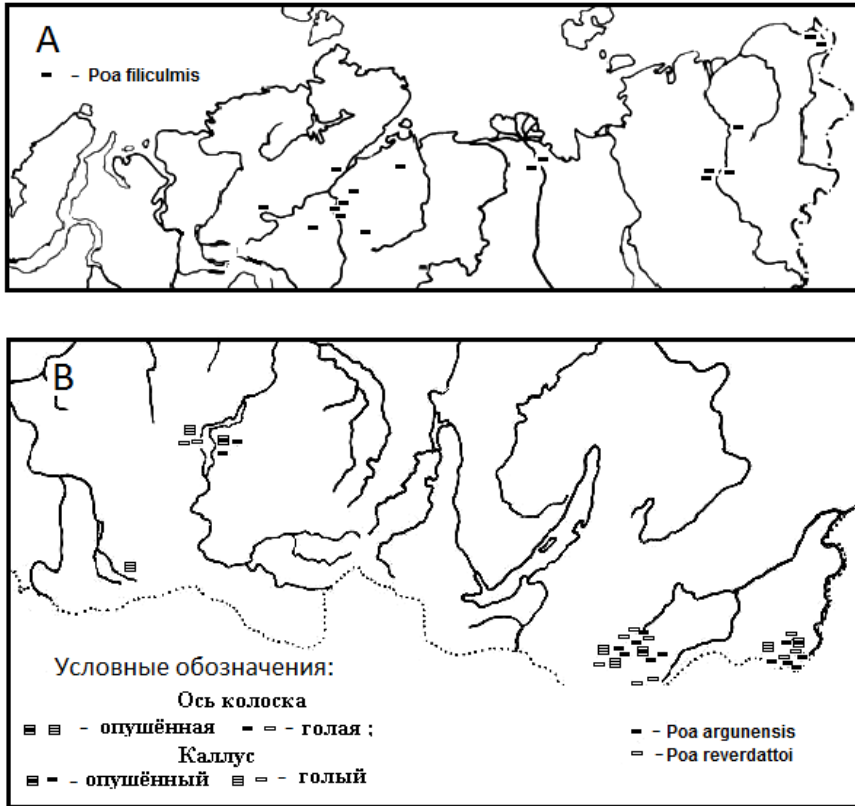 A
- Poa filiculmis
B
Условные обозначения:
Ось колоска
- опушённая - голая ;
Каллус
- опушённый - голый
- Poa argunensis
- Poa reverdattoi